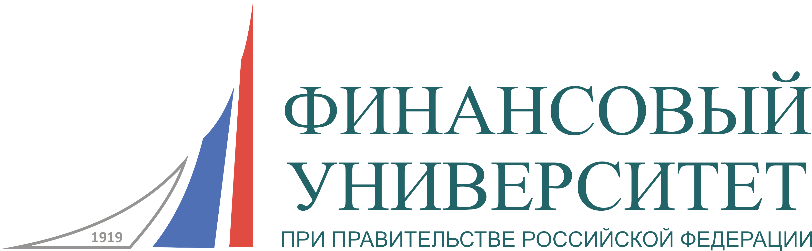 1919
ФИНАНСОВЫЙ
УНИВЕРСИТЕТ
ПРИ ПРАВИТЕЛЬСТВЕ РОССИЙСКОЙ ФЕДЕРАЦИИ